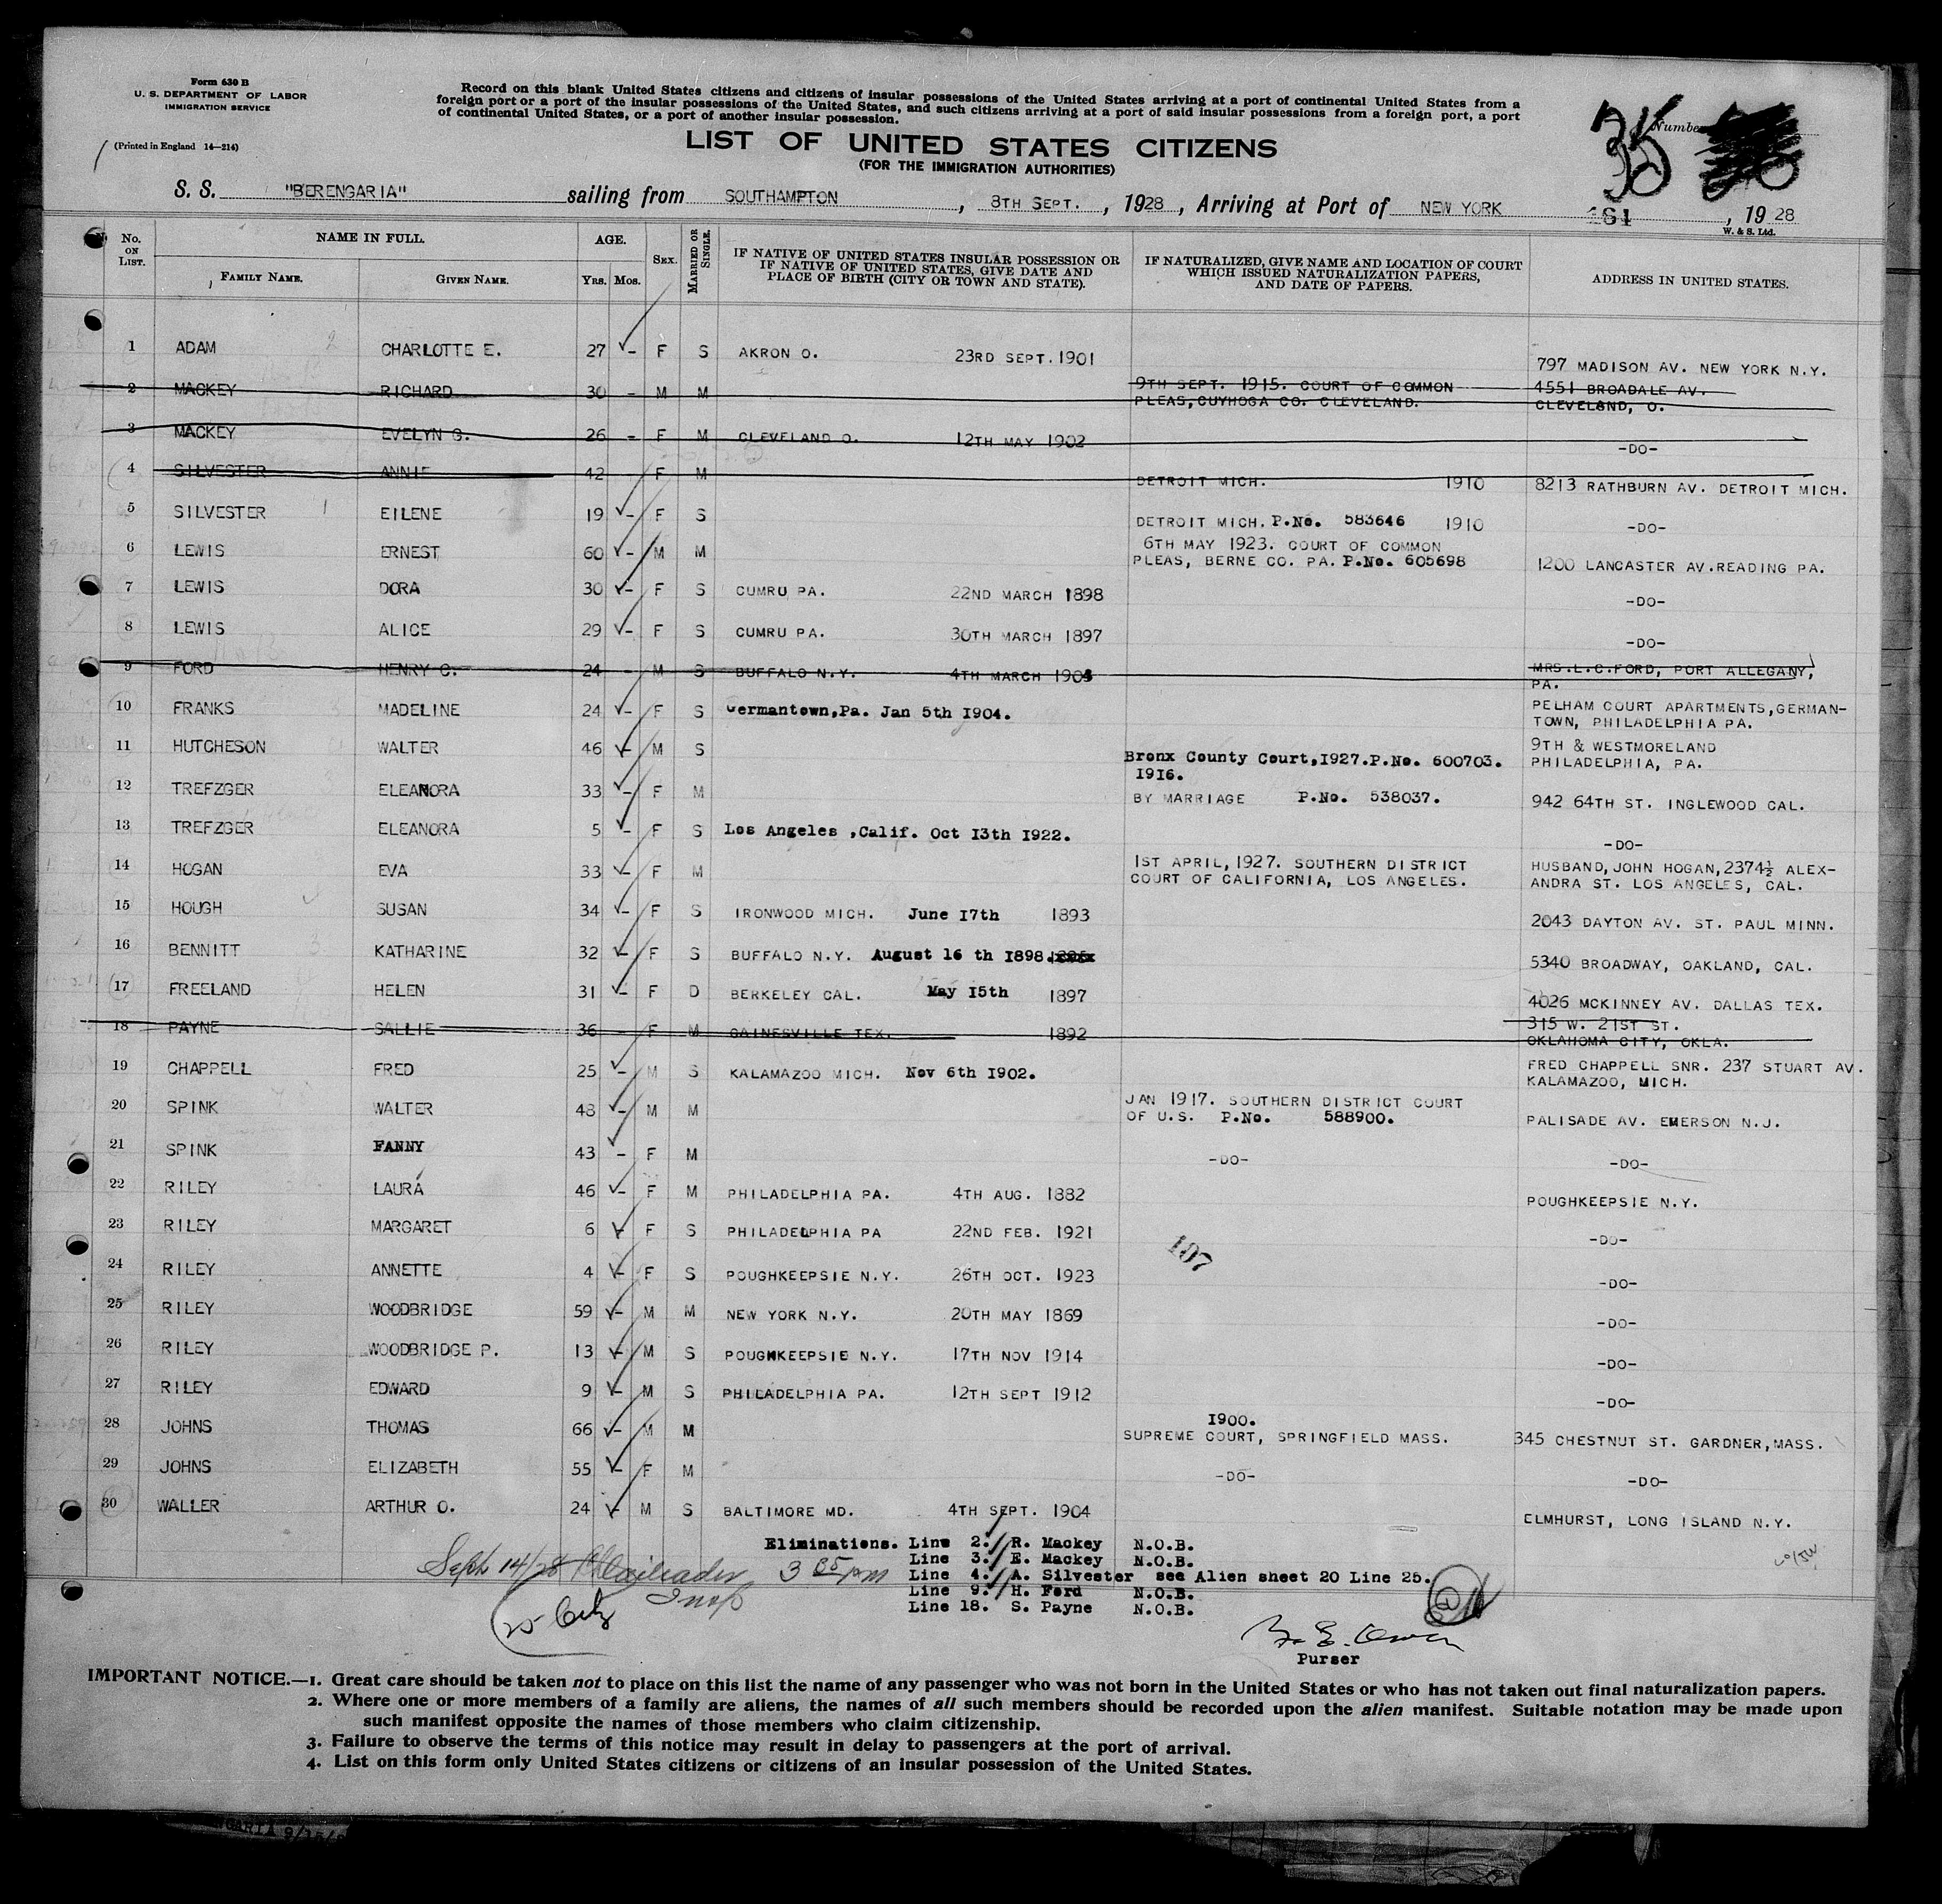 Form 630 B
U. S. DEPARTMENT OF LABOR
IMMIGRATION SERVICE
(Printed in England 14—214)
Record on this blank United States citizens and citizens of insular possessions of the United States arriving at a port of continental United States from a
foreign port or a port of the insular possessions of the United States, and such citizens arriving at a port of said insular possessions from a foreign port, a port
of continental United States, or a port of another insular possession.
LIST OF UNITED STATES CITIZENS
(FOR THE IMMIGRATION AUTHORITIES)
Number
35
S. S. "BERENGARIA" sailing from SOUTHAMPTON, 8TH SEPT., 1928, Arriving at Port of NEW YORK 161, 1928
W. & S. Ltd.
No. ON LIST. NAME IN FULL. FAMILY NAME. GIVEN NAME. AGE. YRS. MOS. SEX. MARRIED OR SINGLE. IF NATIVE OF UNITED STATES INSULAR POSSESSION OR IF NATIVE OF UNITED STATES, GIVE DATE AND PLACE OF BIRTH (CITY OR TOWN AND STATE). IF NATURALIZED, GIVE NAME AND LOCATION OF COURT WHICH ISSUED NATURALIZATION PAPERS, AND DATE OF PAPERS. ADDRESS IN UNITED STATES.
1 ADAM CHARLOTTE E. 27 - F S AKRON O. 23RD SEPT. 1901 797 MADISON AV. NEW YORK N.Y.
2 MACKEY RICHARD 30 - M M 9TH SEPT. 1915. COURT OF COMMON PLEAS, CUYHOGA CO. CLEVELAND. 4551 BROADALE AV. CLEVELAND, O.
3 MACKEY EVELYN G. 26 - F M CLEVELAND O. 12TH MAY 1902 -DO-
4 SILVESTER ANNIE 42 F M DETROIT MICH. 1910 8213 RATHBURN AV. DETROIT MICH.
5 SILVESTER 1 EILENE 19 - F S DETROIT MICH. P.No. 583646 1910 -DO-
6 LEWIS ERNEST 60 - M M 6TH MAY 1923. COURT OF COMMON PLEAS, BERNE CO. PA. P.No. 605698 1200 LANCASTER AV. READING PA.
7 LEWIS DORA 30 - F S CUMRU PA. 22ND MARCH 1898 -DO-
8 LEWIS ALICE 29 - F S CUMRU PA. 30TH MARCH 1897 -DO-
9 FORD HENRY C. 24 - M S BUFFALO N.Y. 4TH MARCH 1904 MRS. L.C. FORD, PORT ALLEGANY, PA.
10 FRANKS MADELINE 24 - F S Germantown, Pa. Jan 5th 1904. PELHAM COURT APARTMENTS, GERMAN-TOWN, PHILADELPHIA PA.
11 HUTCHESON WALTER 46 - M S Bronx County Court, 1927. P.No. 600703. 9TH & WESTMORELAND PHILADELPHIA, PA.
12 TREFZGER ELEANORA 33 - F M 1916. BY MARRIAGE P.No. 538037. 942 64TH ST. INGLEWOOD CAL.
13 TREFZGER ELEANORA 5 - F S Los Angeles, Calif. Oct 13th 1922. -DO-
14 HOGAN EVA 33 - F M 1ST APRIL, 1927. SOUTHERN DISTRICT COURT OF CALIFORNIA, LOS ANGELES. HUSBAND, JOHN HOGAN, 2374½ ALEX-ANDRA ST. LOS ANGELES, CAL.
15 HOUGH SUSAN 34 - F S IRONWOOD MICH. June 17th 1893 2043 DAYTON AV. ST. PAUL MINN.
16 BENNITT KATHARINE 32 - F S BUFFALO N.Y. August 16 th 1898. 5340 BROADWAY, OAKLAND, CAL.
17 FREELAND HELEN 31 - F D BERKELEY CAL. May 15th 1897 4026 MCKINNEY AV. DALLAS TEX.
18 PAYNE SALLIE 36 - F M GAINESVILLE TEX. 1892 315 W. 21ST ST. OKLAHOMA CITY, OKLA.
19 CHAPPELL FRED 25 - M S KALAMAZOO MICH. Nov 6th 1902. FRED CHAPPELL SNR. 237 STUART AV. KALAMAZOO, MICH.
20 SPINK WALTER 48 - M M JAN 1917. SOUTHERN DISTRICT COURT OF U.S. P.No. 588900. PALISADE AV. EMERSON N.J.
21 SPINK FANNY 43 - F M -DO- -DO-
22 RILEY LAURA 46 - F M PHILADELPHIA PA. 4TH AUG. 1882 POUGHKEEPSIE N.Y.
23 RILEY MARGARET 6 - F S PHILADELPHIA PA 22ND FEB. 1921 -DO-
107
24 RILEY ANNETTE 4 - F S POUGHKEEPSIE N.Y. 26TH OCT. 1923 -DO-
25 RILEY WOODBRIDGE 59 - M M NEW YORK N.Y. 20TH MAY 1869 -DO-
26 RILEY WOODBRIDGE P. 13 - M S POUGHKEEPSIE N.Y. 17TH NOV 1914 -DO-
27 RILEY EDWARD 9 - M S PHILADELPHIA PA. 12TH SEPT 1912 -DO-
28 JOHNS THOMAS 66 - M M 1900. SUPREME COURT, SPRINGFIELD MASS. 345 CHESTNUT ST. GARDNER, MASS.
29 JOHNS ELIZABETH 55 - F M -DO- -DO-
30 WALLER ARTHUR O. 24 - M S BALTIMORE MD. 4TH SEPT. 1904 ELMHURST, LONG ISLAND N.Y.
Eliminations. Line 2. R. Mackey N.O.B.
Line 3. E. Mackey N.O.B.
Line 4. A. Silvester see Alien sheet 20 Line 25.
Line 9. H. Ford N.O.B.
Line 18. S. Payne N.O.B.
Sept 14/28 3 35 pm
Insp
25 Citz
Purser
IMPORTANT NOTICE.—1. Great care should be taken not to place on this list the name of any passenger who was not born in the United States or who has not taken out final naturalization papers.
2. Where one or more members of a family are aliens, the names of all such members should be recorded upon the alien manifest. Suitable notation may be made upon
such manifest opposite the names of those members who claim citizenship.
3. Failure to observe the terms of this notice may result in delay to passengers at the port of arrival.
4. List on this form only United States citizens or citizens of an insular possession of the United States.